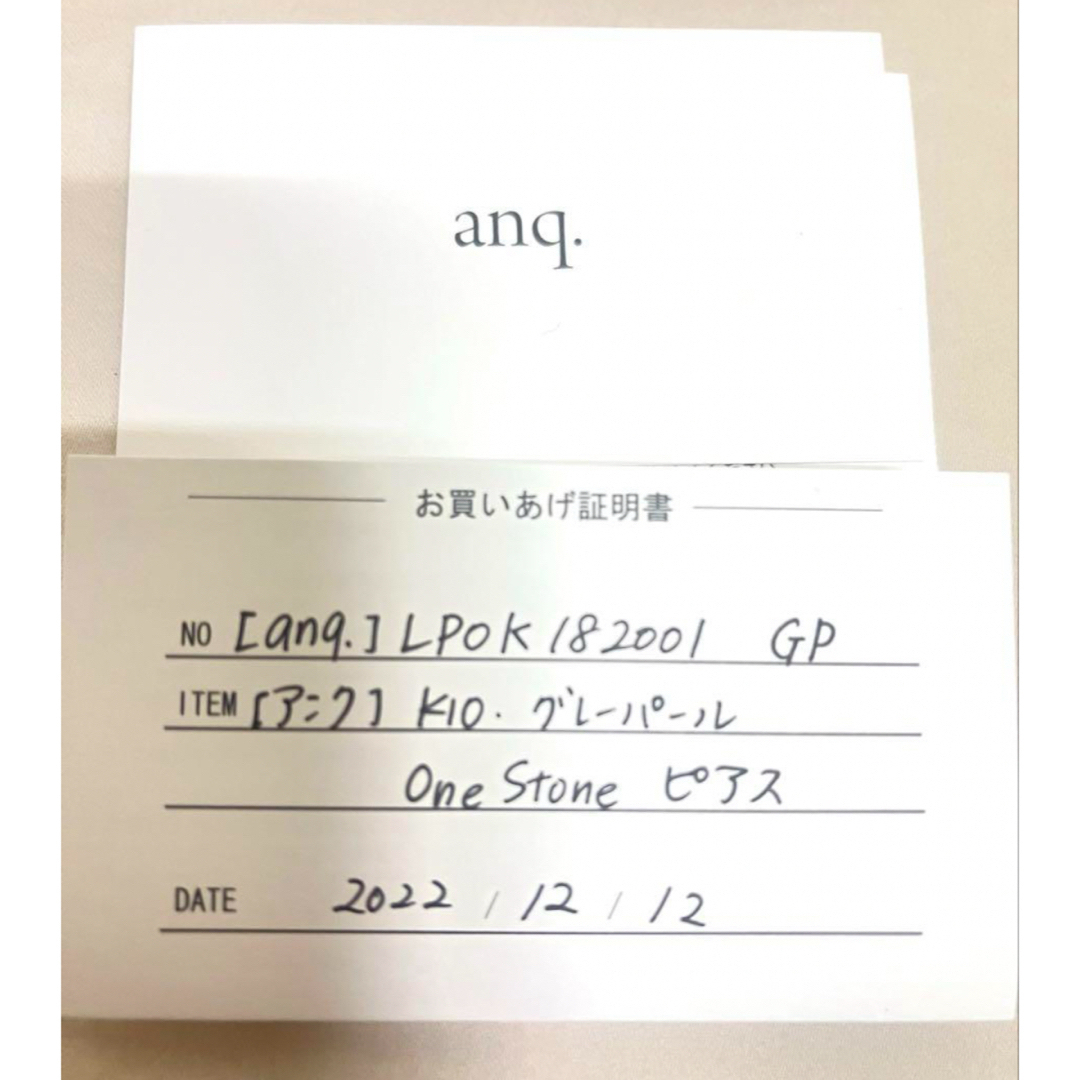 anq.
お買いあげ証明書
NO [anq.] LPOK182001 GP
ITEM [アンク] K10. グレーパール
One Stone ピアス
DATE 2022 / 12 / 12